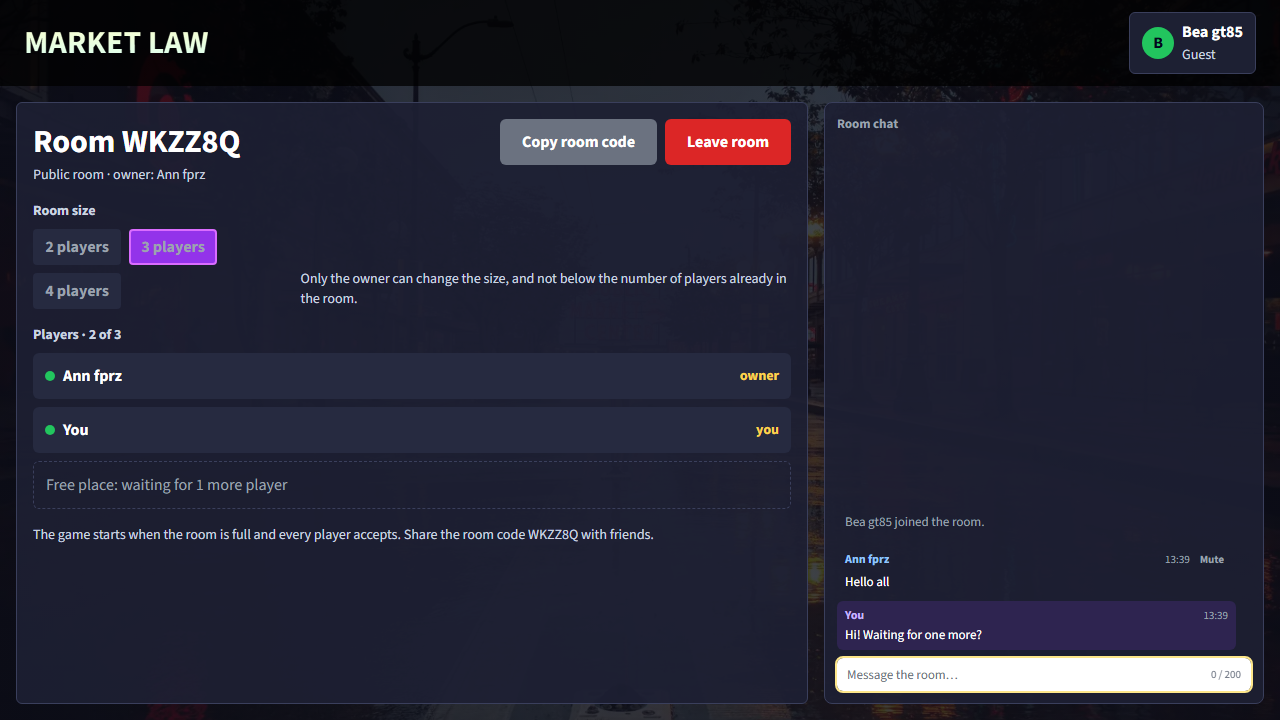 MARKET LAW
B
Bea gt85
Guest
Room WKZZ8Q
Copy room code
Leave room
Public room · owner: Ann fprz
Room size
2 players
3 players
4 players
Only the owner can change the size, and not below the number of players already in
the room.
Players · 2 of 3
Ann fprz
owner
You
you
Free place: waiting for 1 more player
The game starts when the room is full and every player accepts. Share the room code WKZZ8Q with friends.
Room chat
Bea gt85 joined the room.
Ann fprz 13:39 Mute
Hello all
You 13:39
Hi! Waiting for one more?
Message the room… 0 / 200